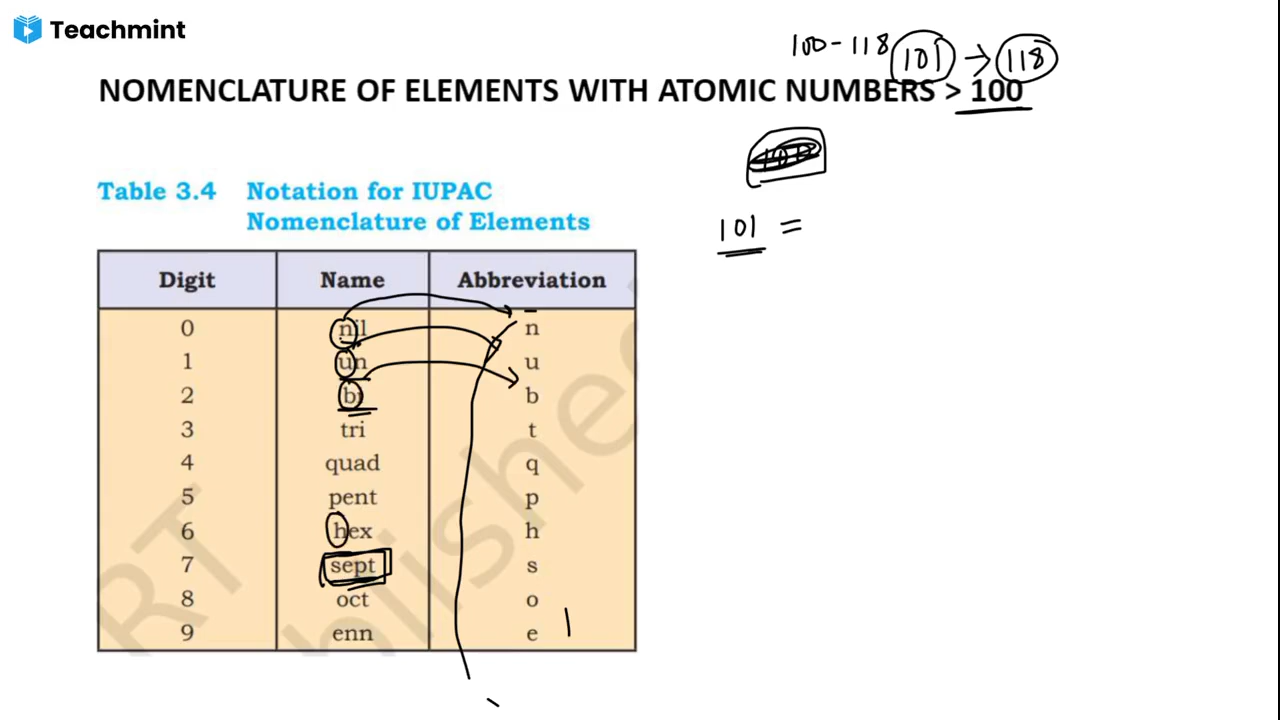 Teachmint
100-118 101 → 118
NOMENCLATURE OF ELEMENTS WITH ATOMIC NUMBERS > 100
Table 3.4 Notation for IUPAC
Nomenclature of Elements
101 =
Digit Name Abbreviation
0 nil n
1 un u
2 bi b
3 tri t
4 quad q
5 pent p
6 hex h
7 sept s
8 oct o
9 enn e